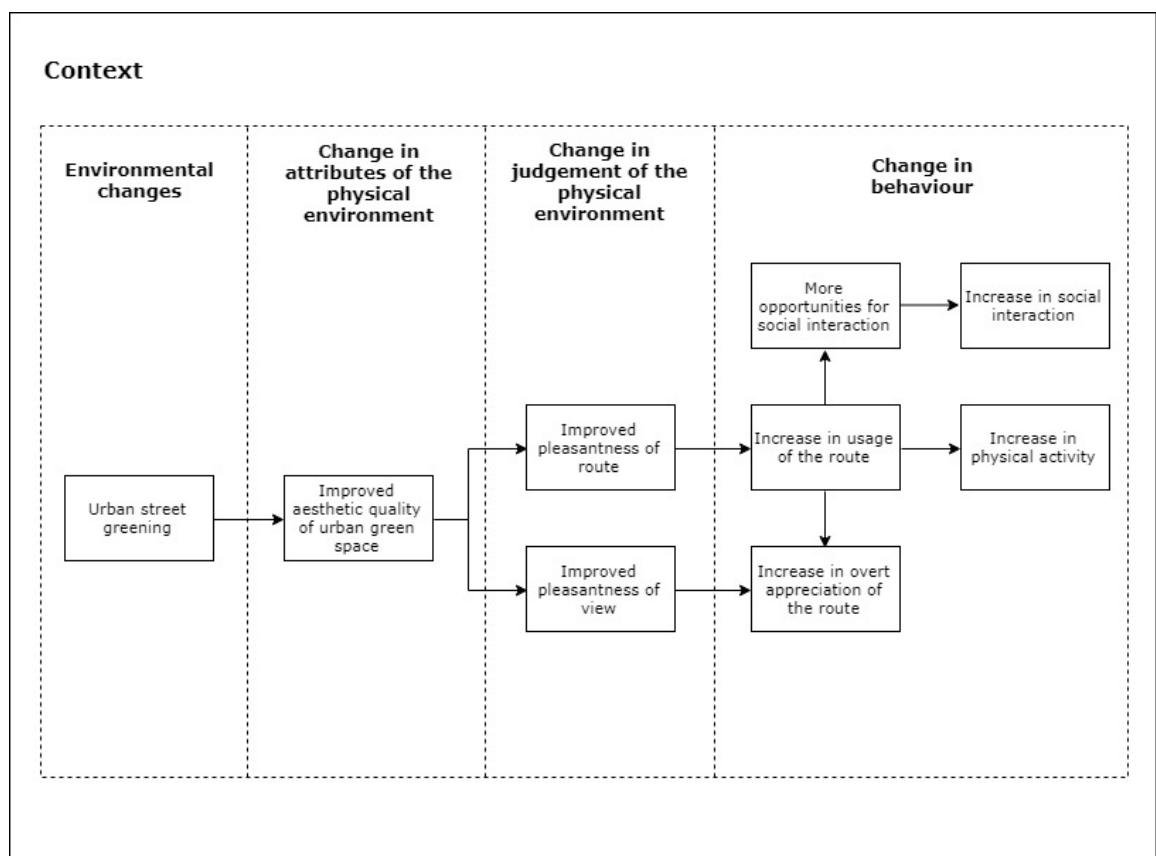 Context
Environmental
changes
Change in
attributes of the
physical
environment
Change in
judgement of the
physical
environment
Change in
behaviour
More
opportunities for
social interaction
Increase in social
interaction
Improved
pleasantness of
route
Increase in usage
of the route
Increase in
physical activity
Urban street
greening
Improved
aesthetic quality
of urban green
space
Improved
pleasantness of
view
Increase in overt
appreciation of
the route